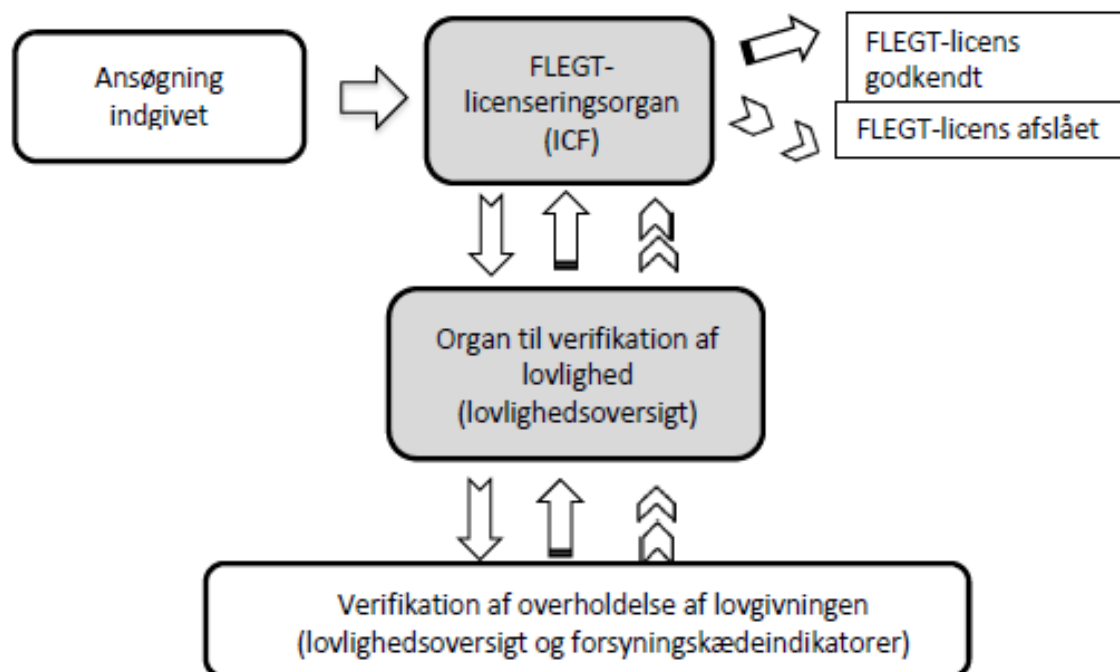 Ansøgning
indgivet
FLEGT-
licenseringsorgan
(ICF)
FLEGT-licens
godkendt
FLEGT-licens afslået
Organ til verifikation af
lovlighed
(lovlighedsoversigt)
Verifikation af overholdelse af lovgivningen
(lovlighedsoversigt og forsyningskædeindikatorer)